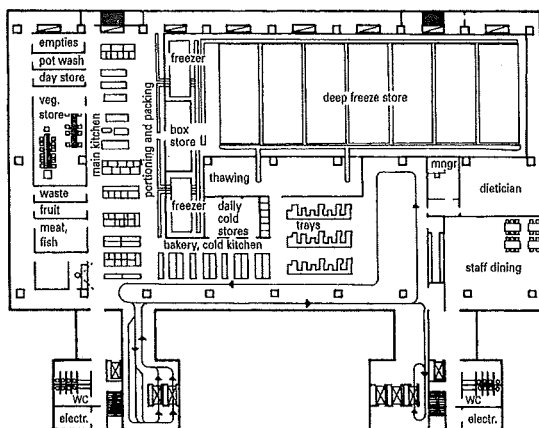 empties
pot wash
day store
veg.
store
waste
fruit
meat,
fish
main kitchen
portioning and packing
freezer
box
store
freezer
deep freeze store
thawing
daily
cold
stores
bakery, cold kitchen
trays
mngr.
dietician
staff dining
WC
electr.
WC
electr.